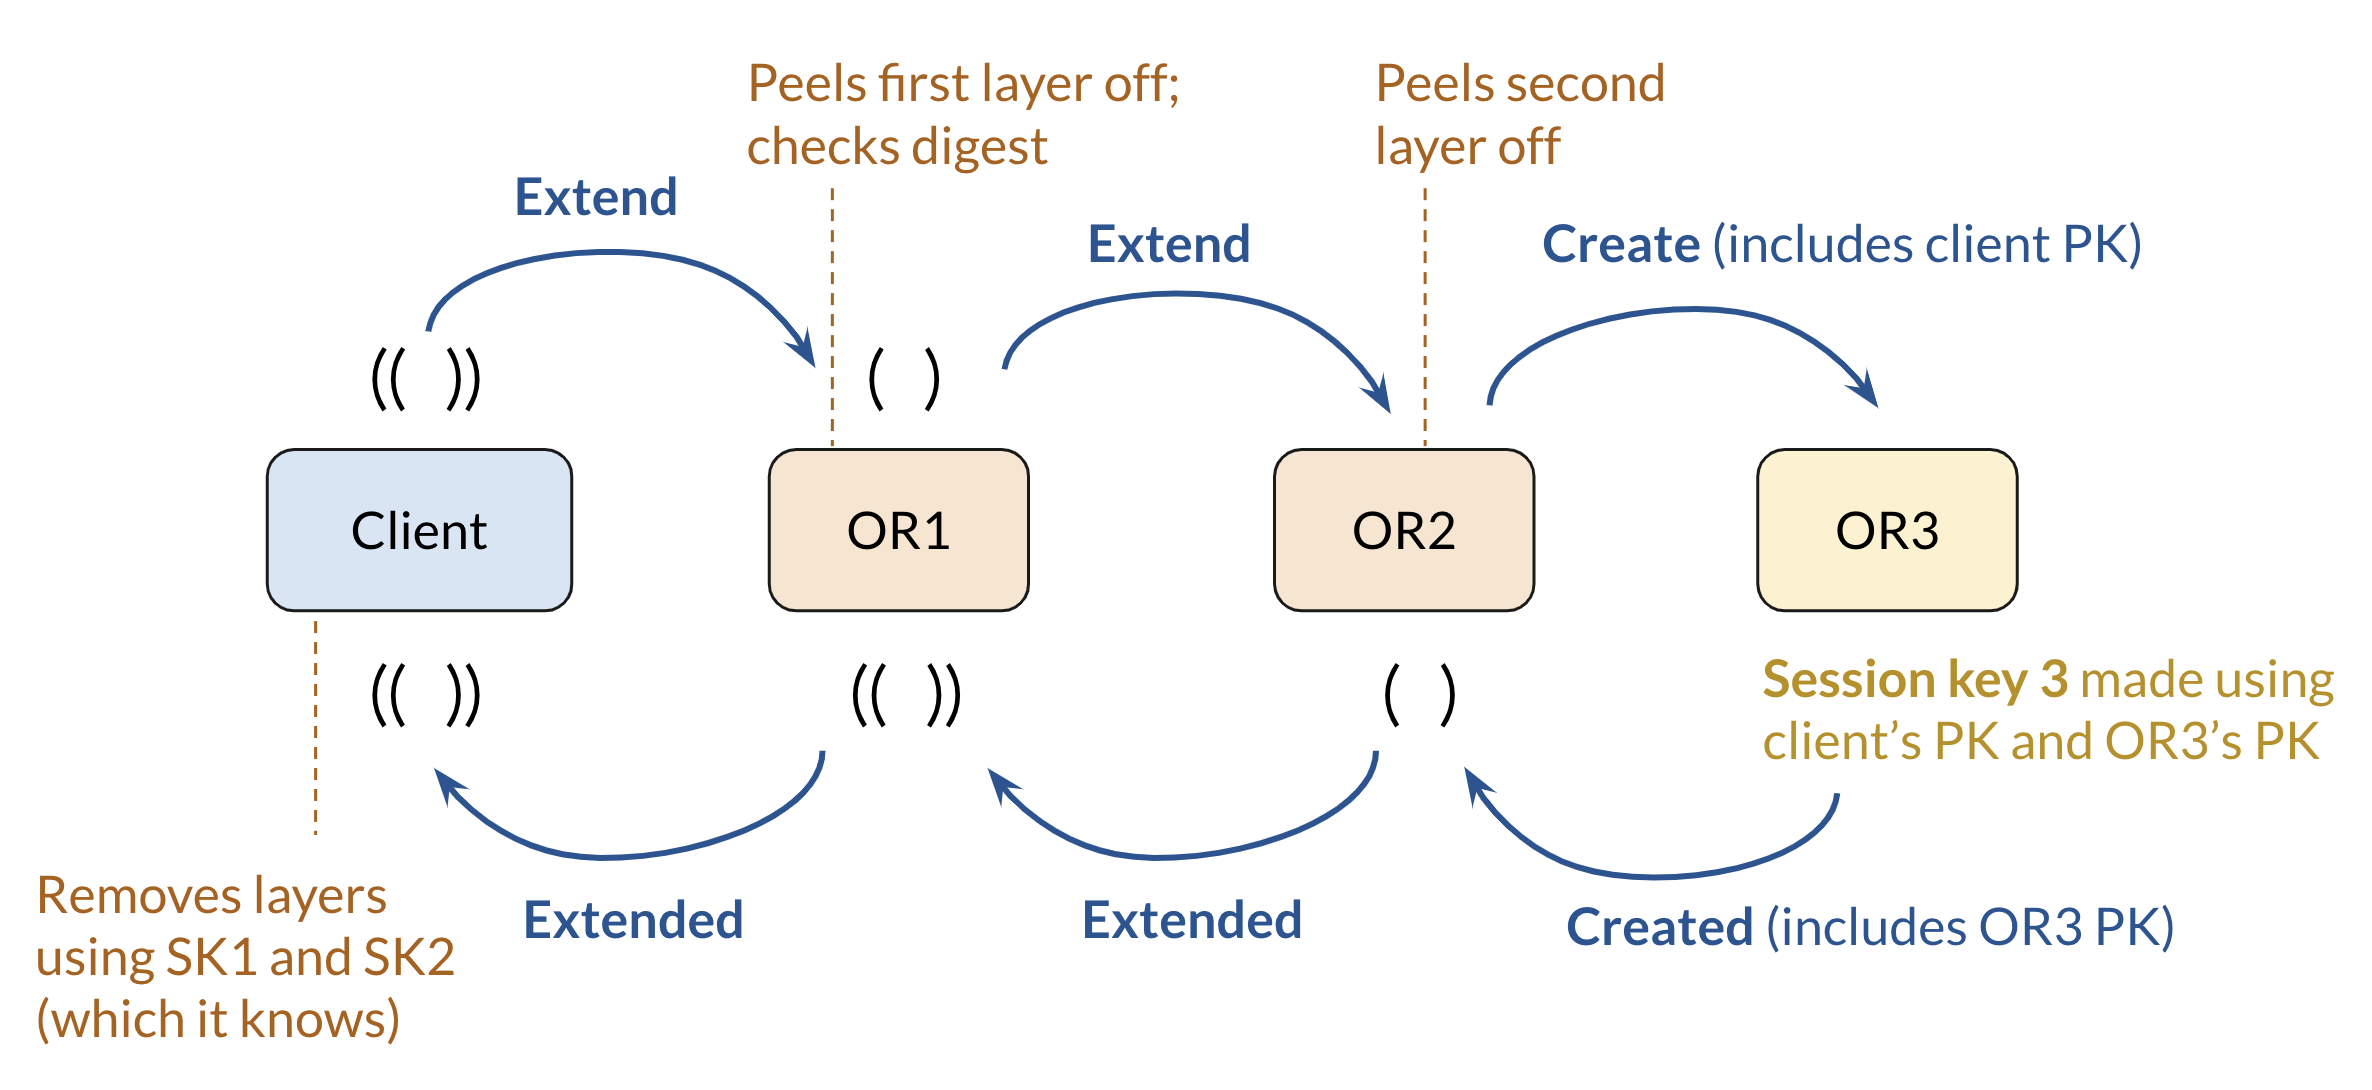 Peels first layer off;
checks digest
Peels second
layer off
Extend
Extend
Create (includes client PK)
(( ))
( )
Client
OR1
OR2
OR3
(( ))
(( ))
( )
Session key 3 made using
client’s PK and OR3’s PK
Removes layers
using SK1 and SK2
(which it knows)
Extended
Extended
Created (includes OR3 PK)